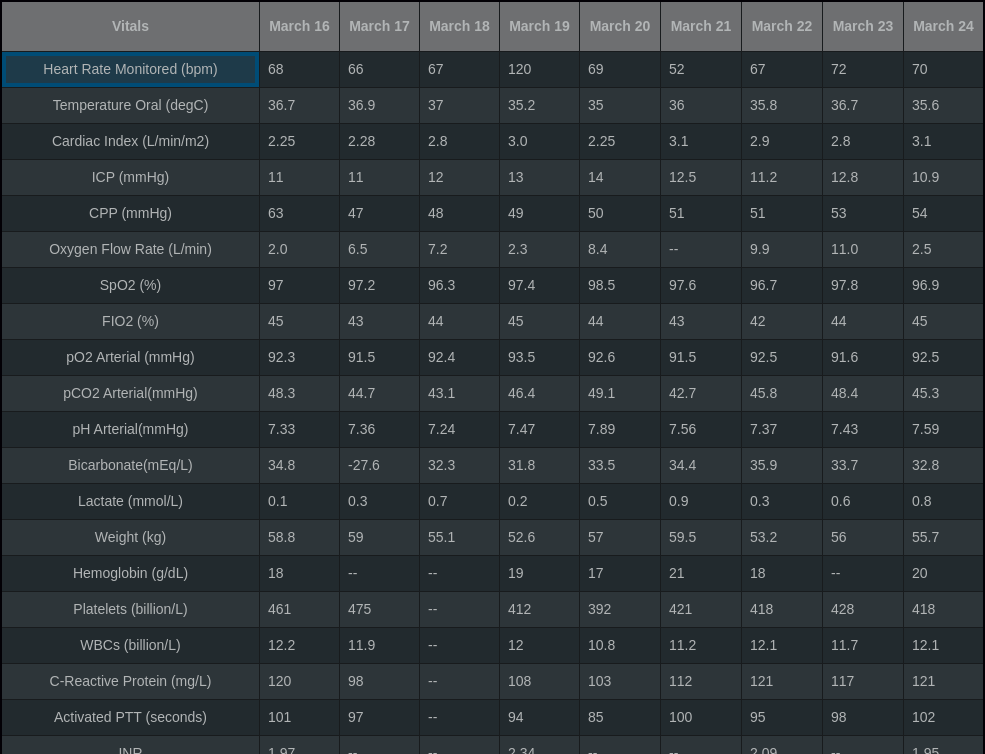 Vitals March 16 March 17 March 18 March 19 March 20 March 21 March 22 March 23 March 24
Heart Rate Monitored (bpm) 68 66 67 120 69 52 67 72 70
Temperature Oral (degC) 36.7 36.9 37 35.2 35 36 35.8 36.7 35.6
Cardiac Index (L/min/m2) 2.25 2.28 2.8 3.0 2.25 3.1 2.9 2.8 3.1
ICP (mmHg) 11 11 12 13 14 12.5 11.2 12.8 10.9
CPP (mmHg) 63 47 48 49 50 51 51 53 54
Oxygen Flow Rate (L/min) 2.0 6.5 7.2 2.3 8.4 -- 9.9 11.0 2.5
SpO2 (%) 97 97.2 96.3 97.4 98.5 97.6 96.7 97.8 96.9
FIO2 (%) 45 43 44 45 44 43 42 44 45
pO2 Arterial (mmHg) 92.3 91.5 92.4 93.5 92.6 91.5 92.5 91.6 92.5
pCO2 Arterial(mmHg) 48.3 44.7 43.1 46.4 49.1 42.7 45.8 48.4 45.3
pH Arterial(mmHg) 7.33 7.36 7.24 7.47 7.89 7.56 7.37 7.43 7.59
Bicarbonate(mEq/L) 34.8 -27.6 32.3 31.8 33.5 34.4 35.9 33.7 32.8
Lactate (mmol/L) 0.1 0.3 0.7 0.2 0.5 0.9 0.3 0.6 0.8
Weight (kg) 58.8 59 55.1 52.6 57 59.5 53.2 56 55.7
Hemoglobin (g/dL) 18 -- -- 19 17 21 18 -- 20
Platelets (billion/L) 461 475 -- 412 392 421 418 428 418
WBCs (billion/L) 12.2 11.9 -- 12 10.8 11.2 12.1 11.7 12.1
C-Reactive Protein (mg/L) 120 98 -- 108 103 112 121 117 121
Activated PTT (seconds) 101 97 -- 94 85 100 95 98 102
INR 1.97 -- -- 2.34 -- -- 2.09 -- 1.95